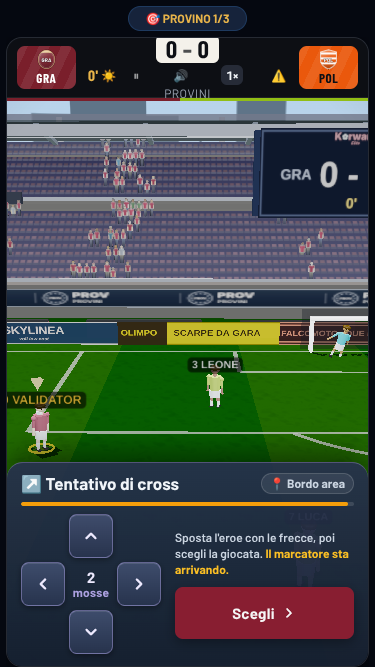 🎯 PROVINO 1/3
GRA
0'
0 - 0
1×
POL
PROVINI
GRA 0 -
0'
PROV
PROVINI
PROV
PROVINI
SKYLINEA
OLIMPO
SCARPE DA GARA
3 LEONE
VALIDATOR
↗ Tentativo di cross
📍 Bordo area
2
mosse
Sposta l'eroe con le frecce, poi
scegli la giocata. Il marcatore sta
arrivando.
Scegli